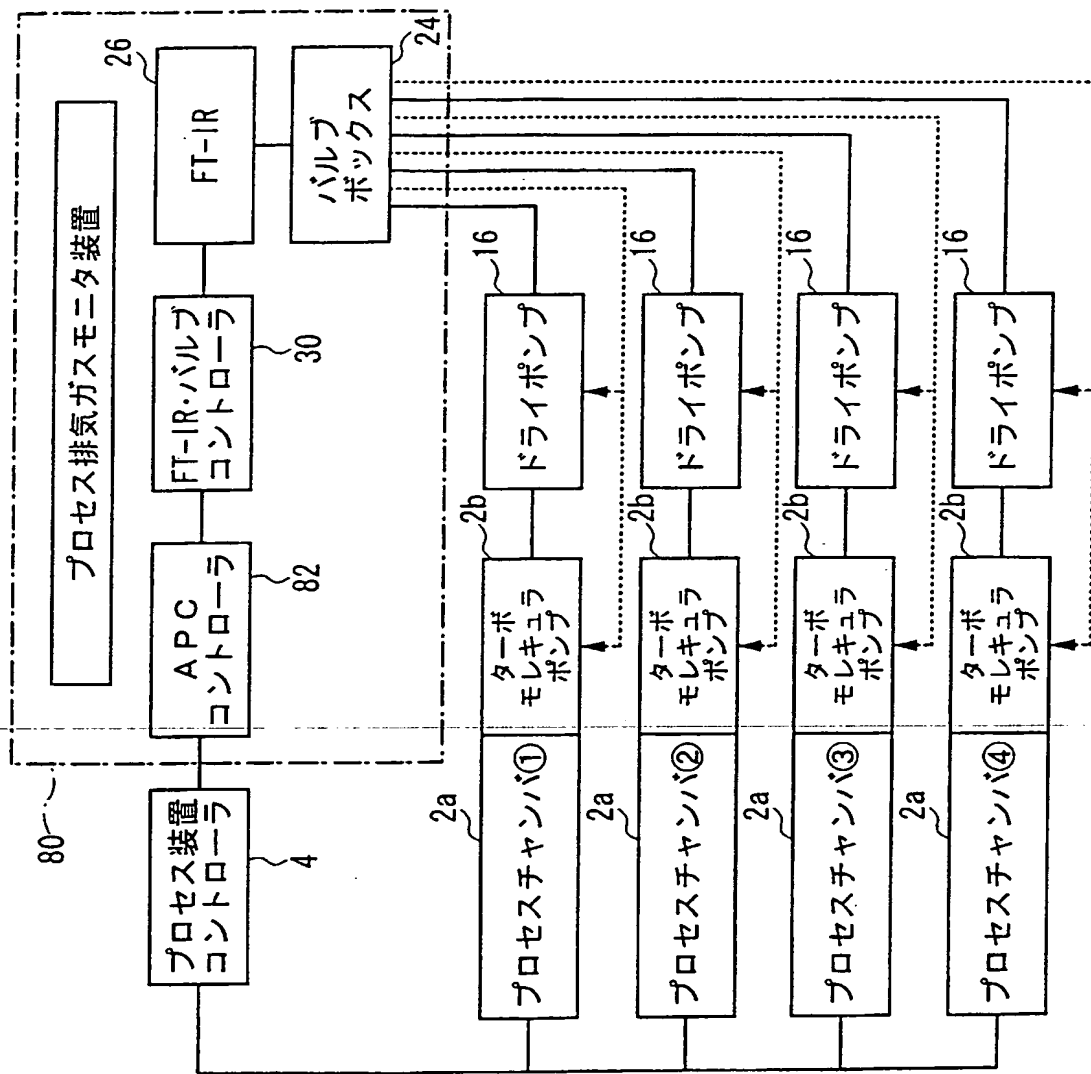 80
プロセス排気ガスモニタ装置
プロセス装置
コントローラ
4
APC
コントローラ
82
FT-IR・バルブ
コントローラ
30
FT-IR
26
バルブ
ボックス
24
2a
プロセスチャンバ①
2b
ターボ
モレキュラ
ポンプ
16
ドライポンプ
2a
プロセスチャンバ②
2b
ターボ
モレキュラ
ポンプ
16
ドライポンプ
2a
プロセスチャンバ③
2b
ターボ
モレキュラ
ポンプ
16
ドライポンプ
2a
プロセスチャンバ④
2b
ターボ
モレキュラ
ポンプ
16
ドライポンプ